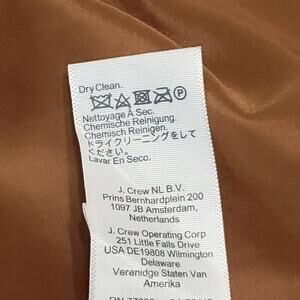 Dry Clean.
Nettoyage À Sec.
Chemische Reinigung.
Chemisch Reinigen.
ドライクリーニングをして
ください。
Lavar En Seco.
J. Crew NL B.V.
Prins Bernhardplein 200
1097 JB Amsterdam,
Netherlands
J. Crew Operating Corp
251 Little Falls Drive
USA DE19808 Wilmington
Delaware
Verenidge Staten Van
Amerika